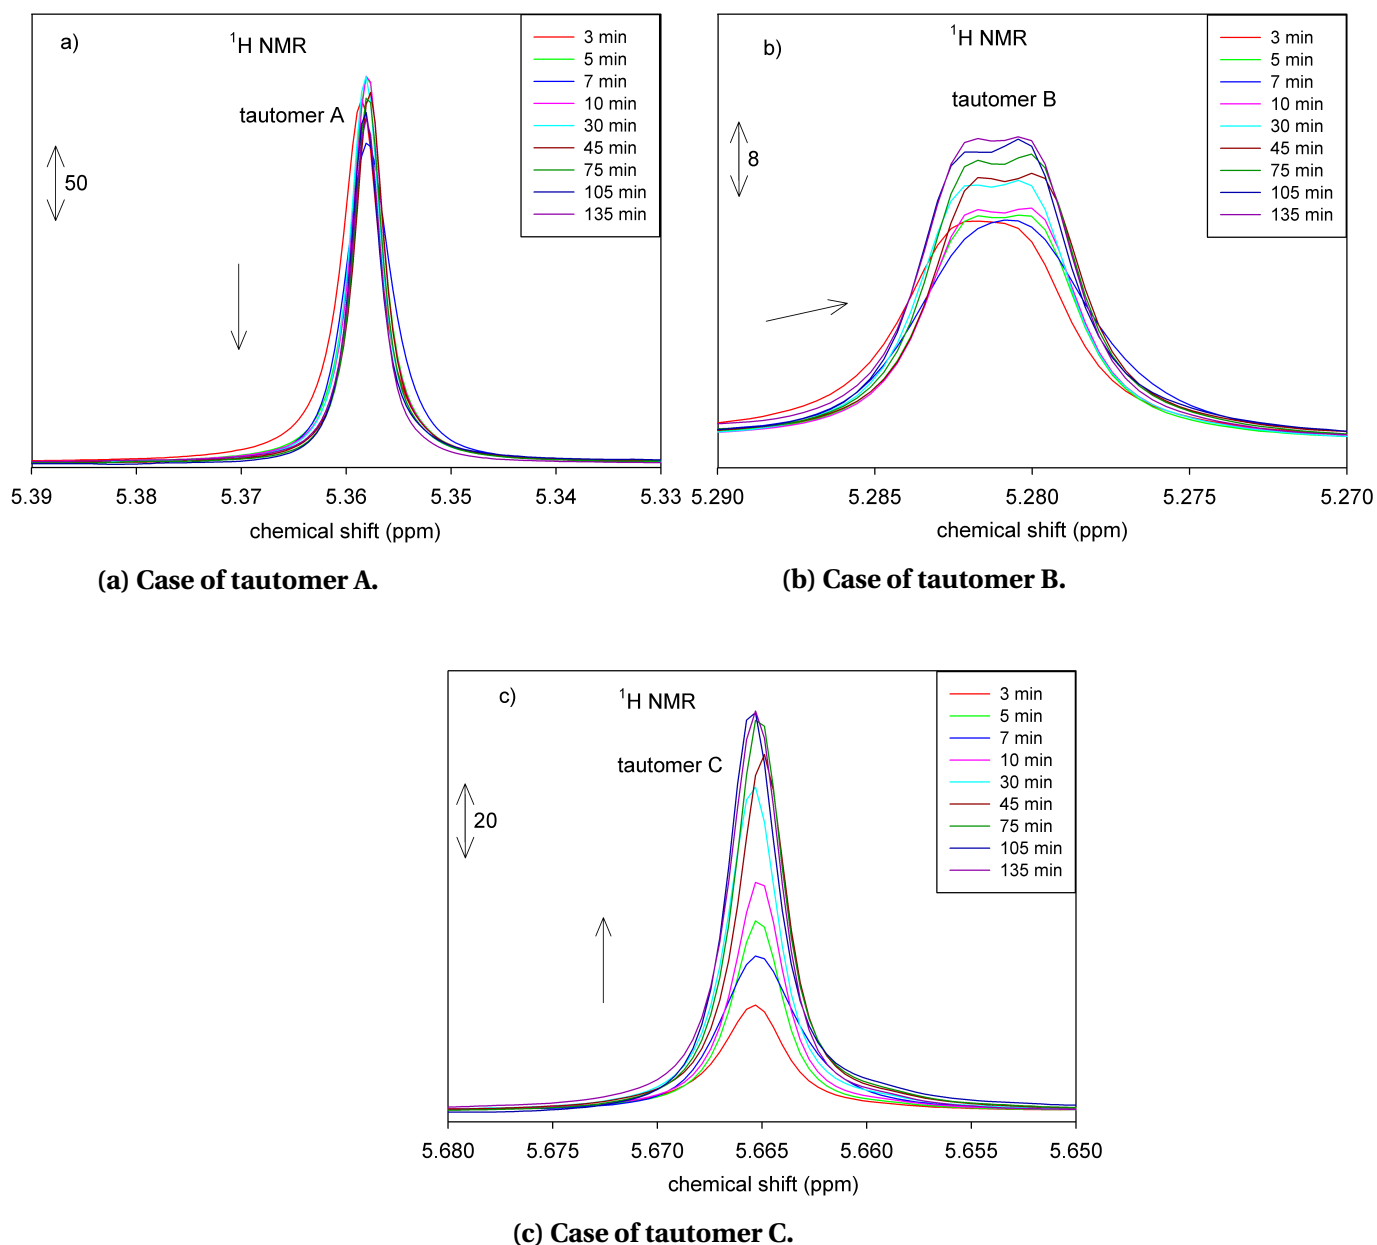 a)
¹H NMR
tautomer A
50
3 min
5 min
7 min
10 min
30 min
45 min
75 min
105 min
135 min
5.39 5.38 5.37 5.36 5.35 5.34 5.33
chemical shift (ppm)
(a) Case of tautomer A.
b)
¹H NMR
tautomer B
8
3 min
5 min
7 min
10 min
30 min
45 min
75 min
105 min
135 min
5.290 5.285 5.280 5.275 5.270
chemical shift (ppm)
(b) Case of tautomer B.
c)
¹H NMR
tautomer C
20
3 min
5 min
7 min
10 min
30 min
45 min
75 min
105 min
135 min
5.680 5.675 5.670 5.665 5.660 5.655 5.650
chemical shift (ppm)
(c) Case of tautomer C.